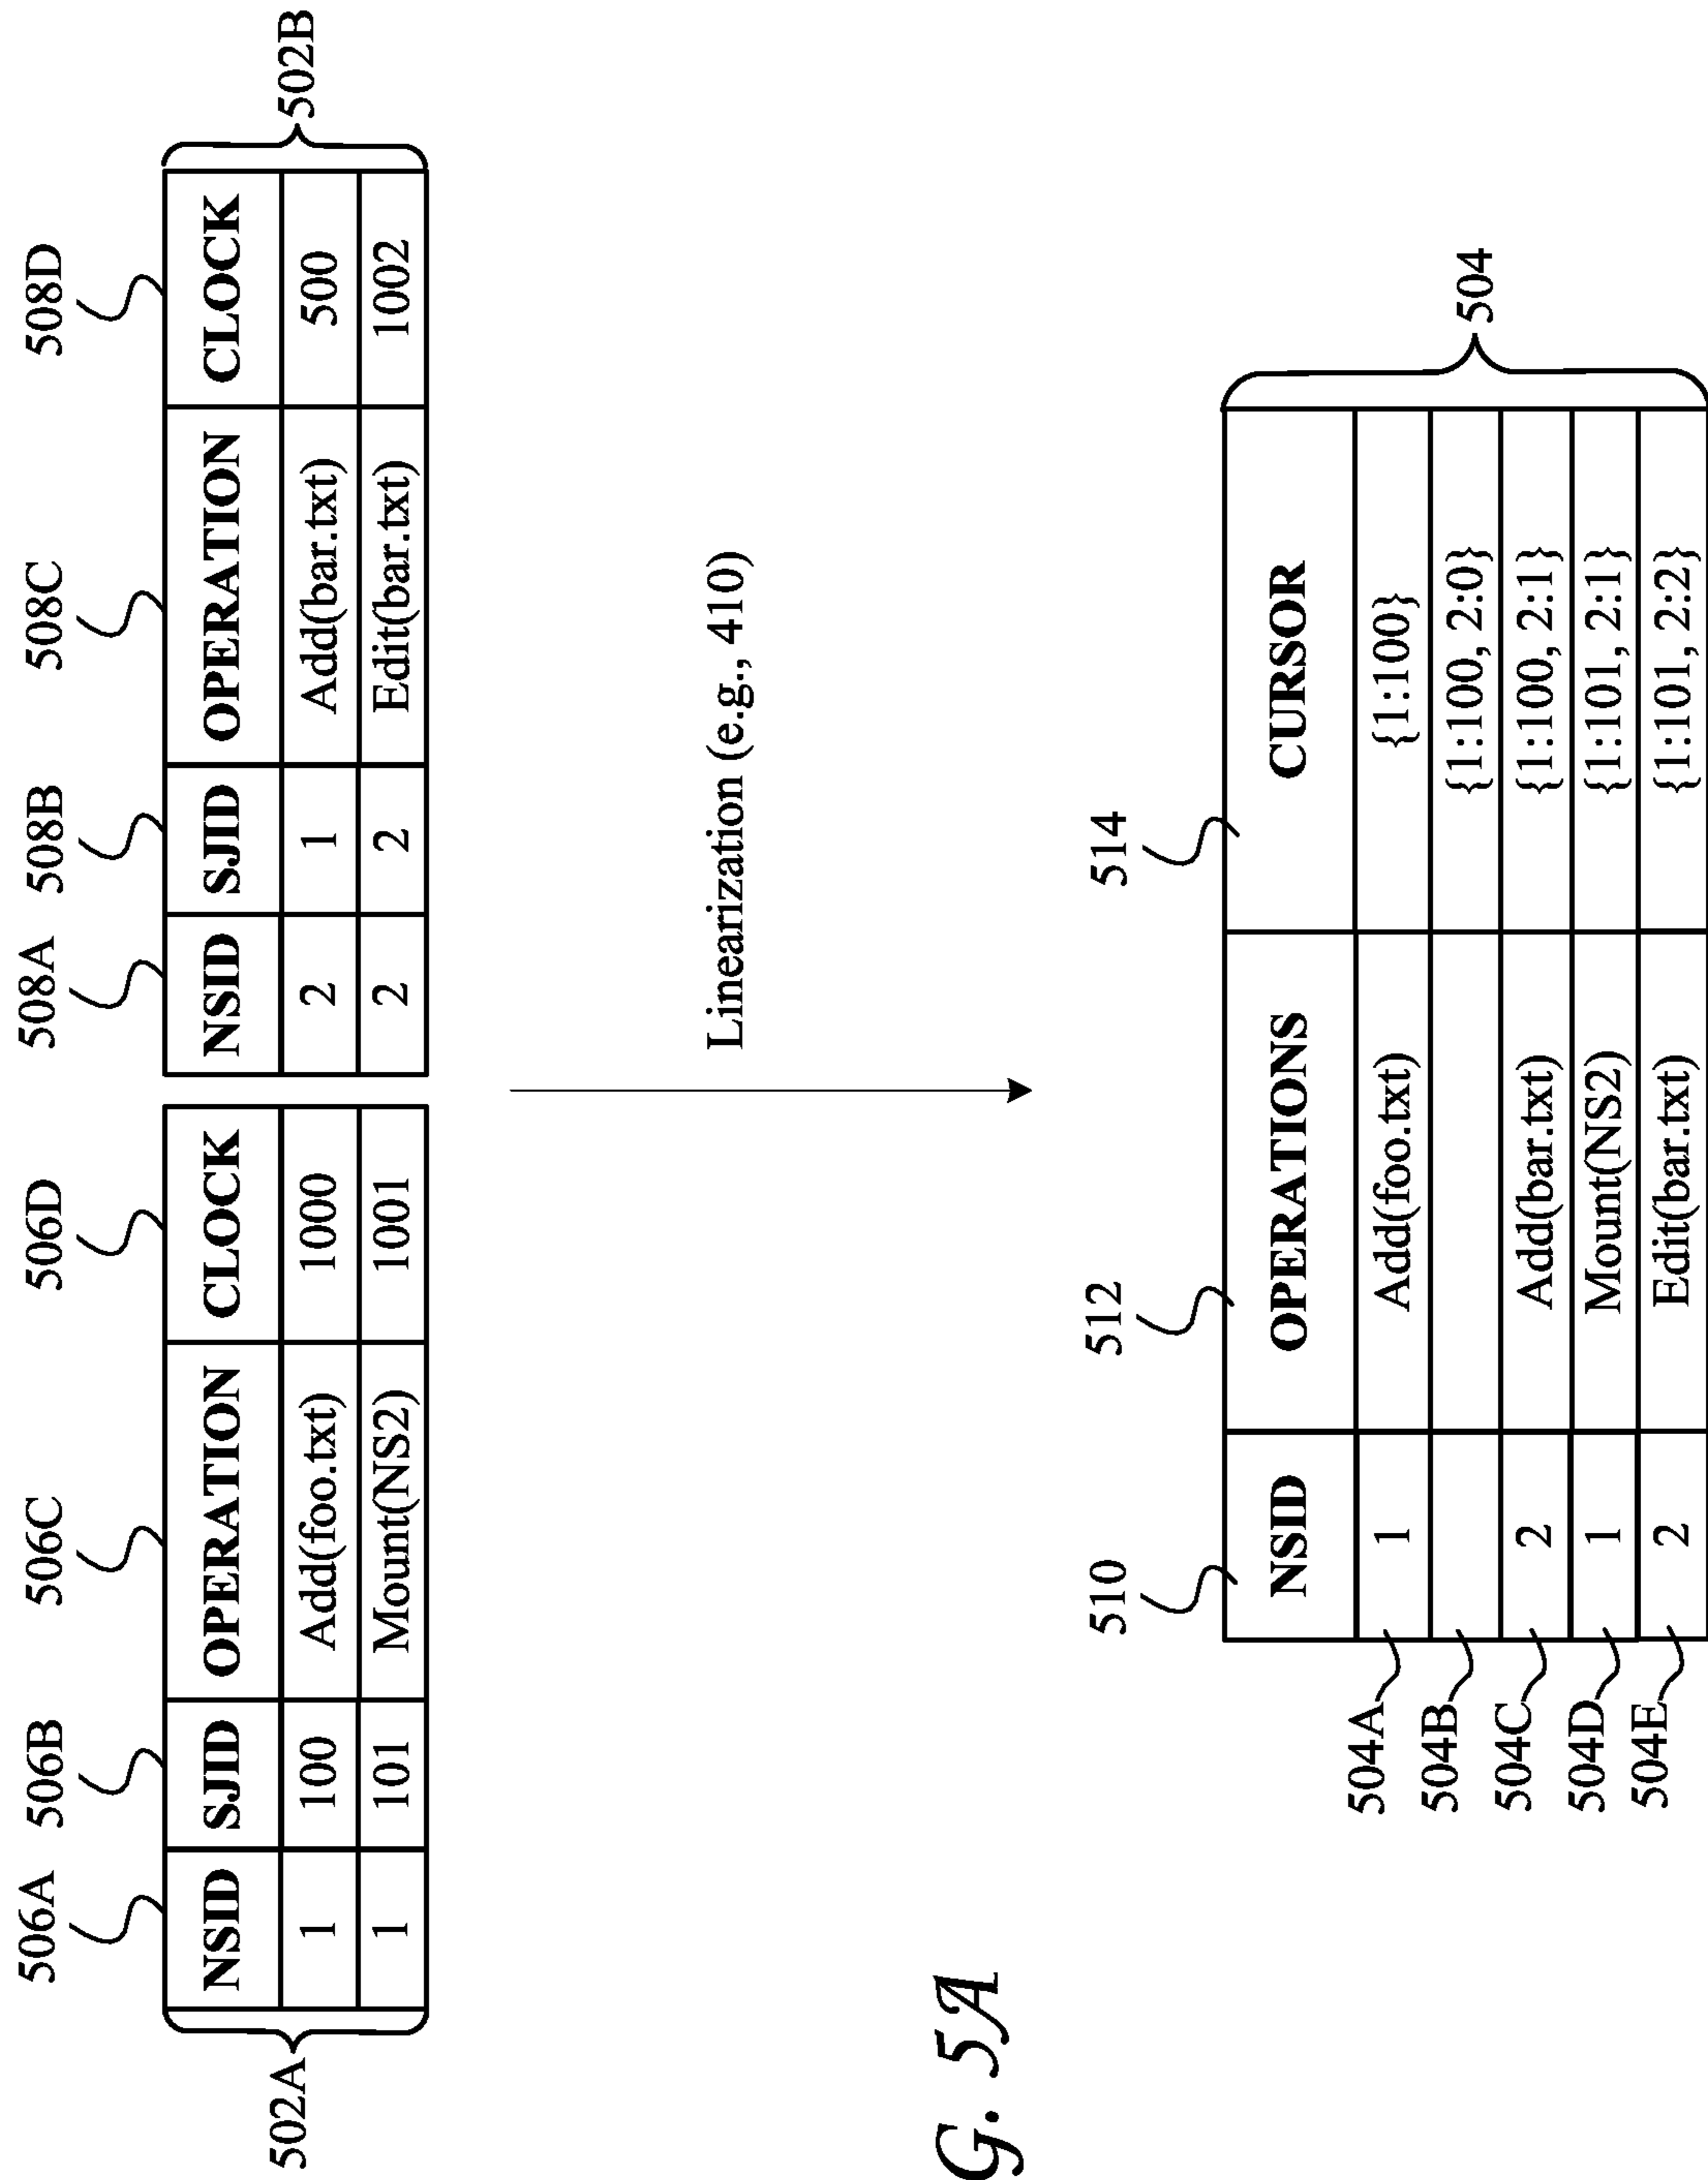 506A 506B 506C 506D 508A 508B 508C 508D
NSID SJID OPERATION CLOCK NSID SJID OPERATION CLOCK
1 100 Add(foo.txt) 1000 2 1 Add(bar.txt) 500
1 101 Mount(NS2) 1001 2 2 Edit(bar.txt) 1002
502A 502B
Linearization (e.g., 410)
G. 5A
510 512 514
NSID OPERATIONS CURSOR
504A 1 Add(foo.txt) {1:100}
504B {1:100, 2:0}
504C 2 Add(bar.txt) {1:100, 2:1}
504D 1 Mount(NS2) {1:101, 2:1}
504E 2 Edit(bar.txt) {1:101, 2:2}
504